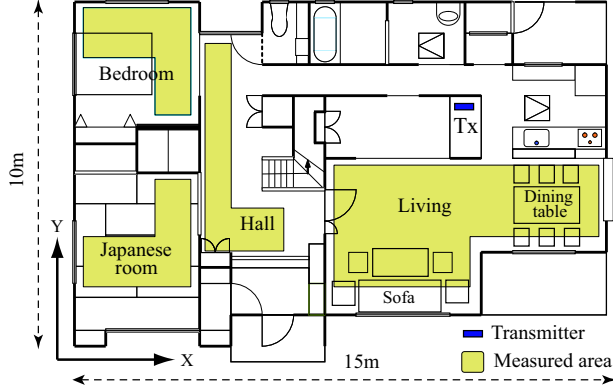 Bedroom
Tx
10m
Living
Dining
table
Hall
Y
Japanese
room
Sofa
Transmitter
X
15m
Measured area